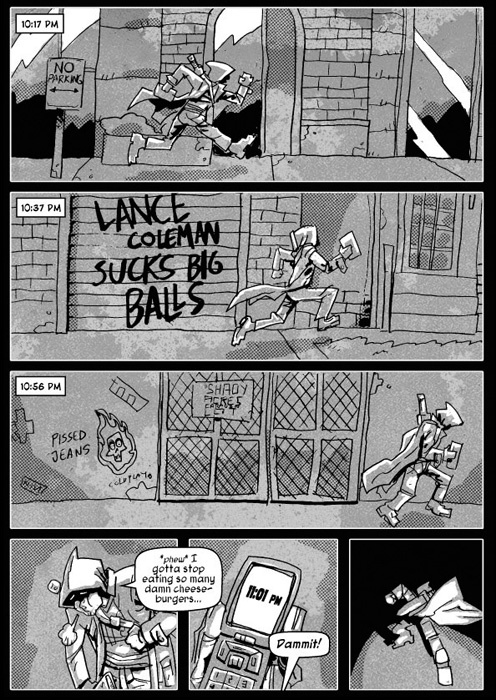 10:17 PM
NO
PARKING
10:37 PM
LANCE
COLEMAN
SUCKS BIG
BALLS
10:56 PM
PISSED
JEANS
SHADY
*phew* I
gotta stop
eating so many
damn cheese-
burgers...
11:01 PM
Dammit!